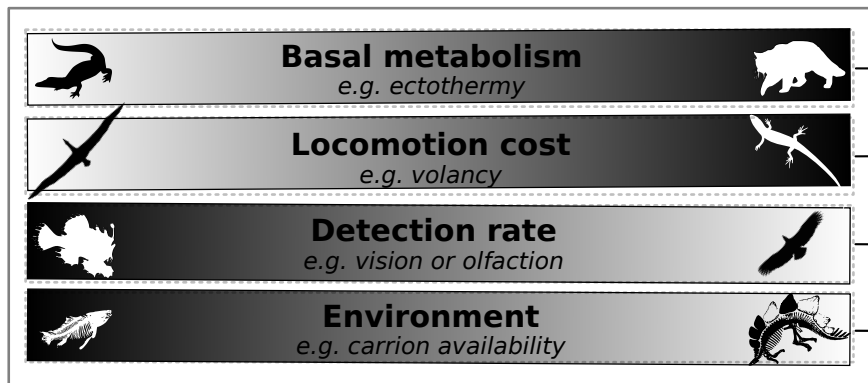 Basal metabolism
e.g. ectothermy
Locomotion cost
e.g. volancy
Detection rate
e.g. vision or olfaction
Environment
e.g. carrion availability